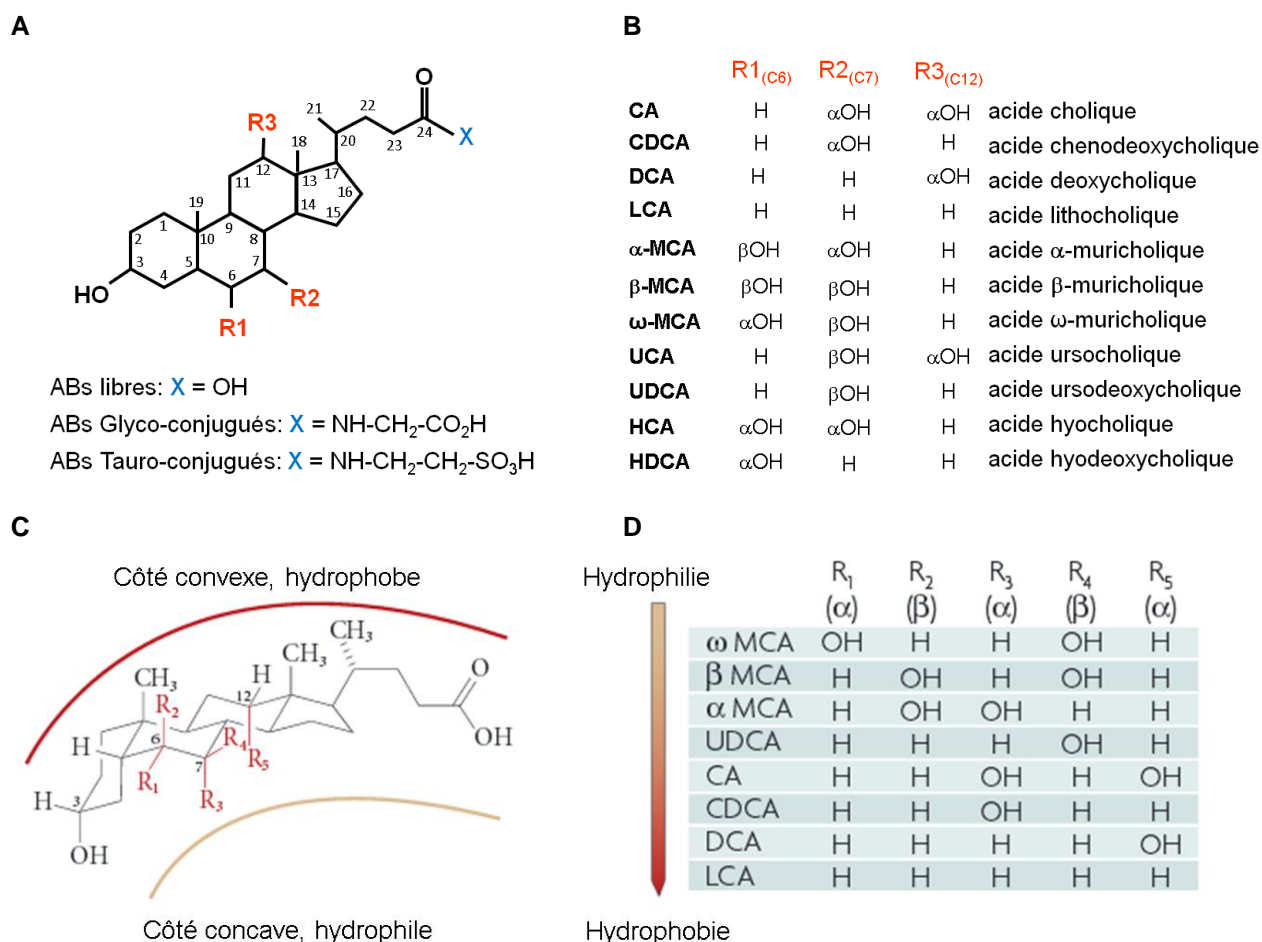 A
O
21
22
R3
24
X
20
23
18
12
17
11
13
16
19
14
15
1
9
2
10
8
3
5
7
4
6
HO
R2
R1
ABs libres: X = OH
ABs Glyco-conjugués: X = NH-CH2-CO2H
ABs Tauro-conjugués: X = NH-CH2-CH2-SO3H
B
R1(C6) R2(C7) R3(C12)
CA H αOH αOH acide cholique
CDCA H αOH H acide chenodeoxycholique
DCA H H αOH acide deoxycholique
LCA H H H acide lithocholique
α-MCA βOH αOH H acide α-muricholique
β-MCA βOH βOH H acide β-muricholique
ω-MCA αOH βOH H acide ω-muricholique
UCA H βOH αOH acide ursocholique
UDCA H βOH H acide ursodeoxycholique
HCA αOH αOH H acide hyocholique
HDCA αOH H H acide hyodeoxycholique
C
Côté convexe, hydrophobe
CH3
CH3
H
O
CH3
12
R2
OH
H
6
R4
R5
R1
7
R3
H
3
OH
Côté concave, hydrophile
D
Hydrophilie
R1 R2 R3 R4 R5
(α) (β) (α) (β) (α)
ω MCA OH H H OH H
β MCA H OH H OH H
α MCA H OH OH H H
UDCA H H H OH H
CA H H OH H OH
CDCA H H OH H H
DCA H H H H OH
LCA H H H H H
Hydrophobie